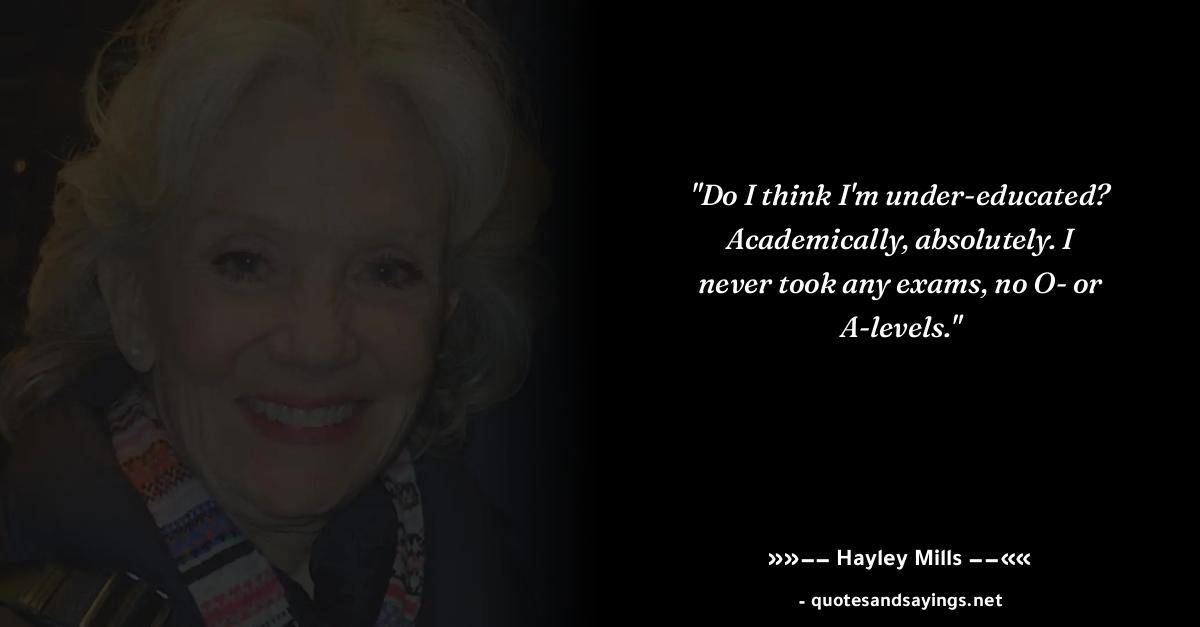 "Do I think I'm under-educated?
Academically, absolutely. I
never took any exams, no O- or
A-levels."
»»−− Hayley Mills −−««
- quotesandsayings.net